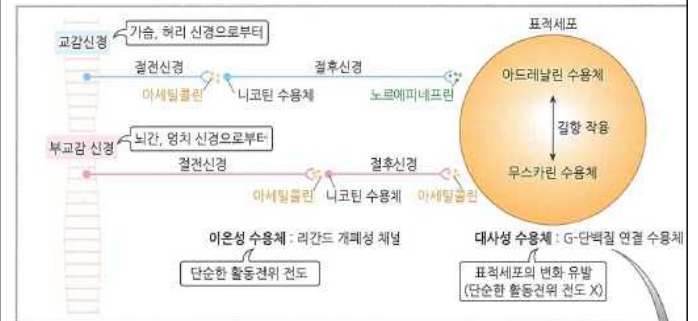 표적세포
교감신경
가슴, 허리 신경으로부터
절전신경
절후신경
아드레날린 수용체
아세틸콜린
니코틴 수용체
노르에피네프린
길항 작용
부교감 신경
뇌간, 엉치 신경으로부터
절전신경
절후신경
무스카린 수용체
아세틸콜린
니코틴 수용체
아세틸콜린
이온성 수용체 : 리간드 개폐성 채널
대사성 수용체 : G-단백질 연결 수용체
단순한 활동전위 전도
표적세포의 변화 유발
(단순한 활동전위 전도 X)